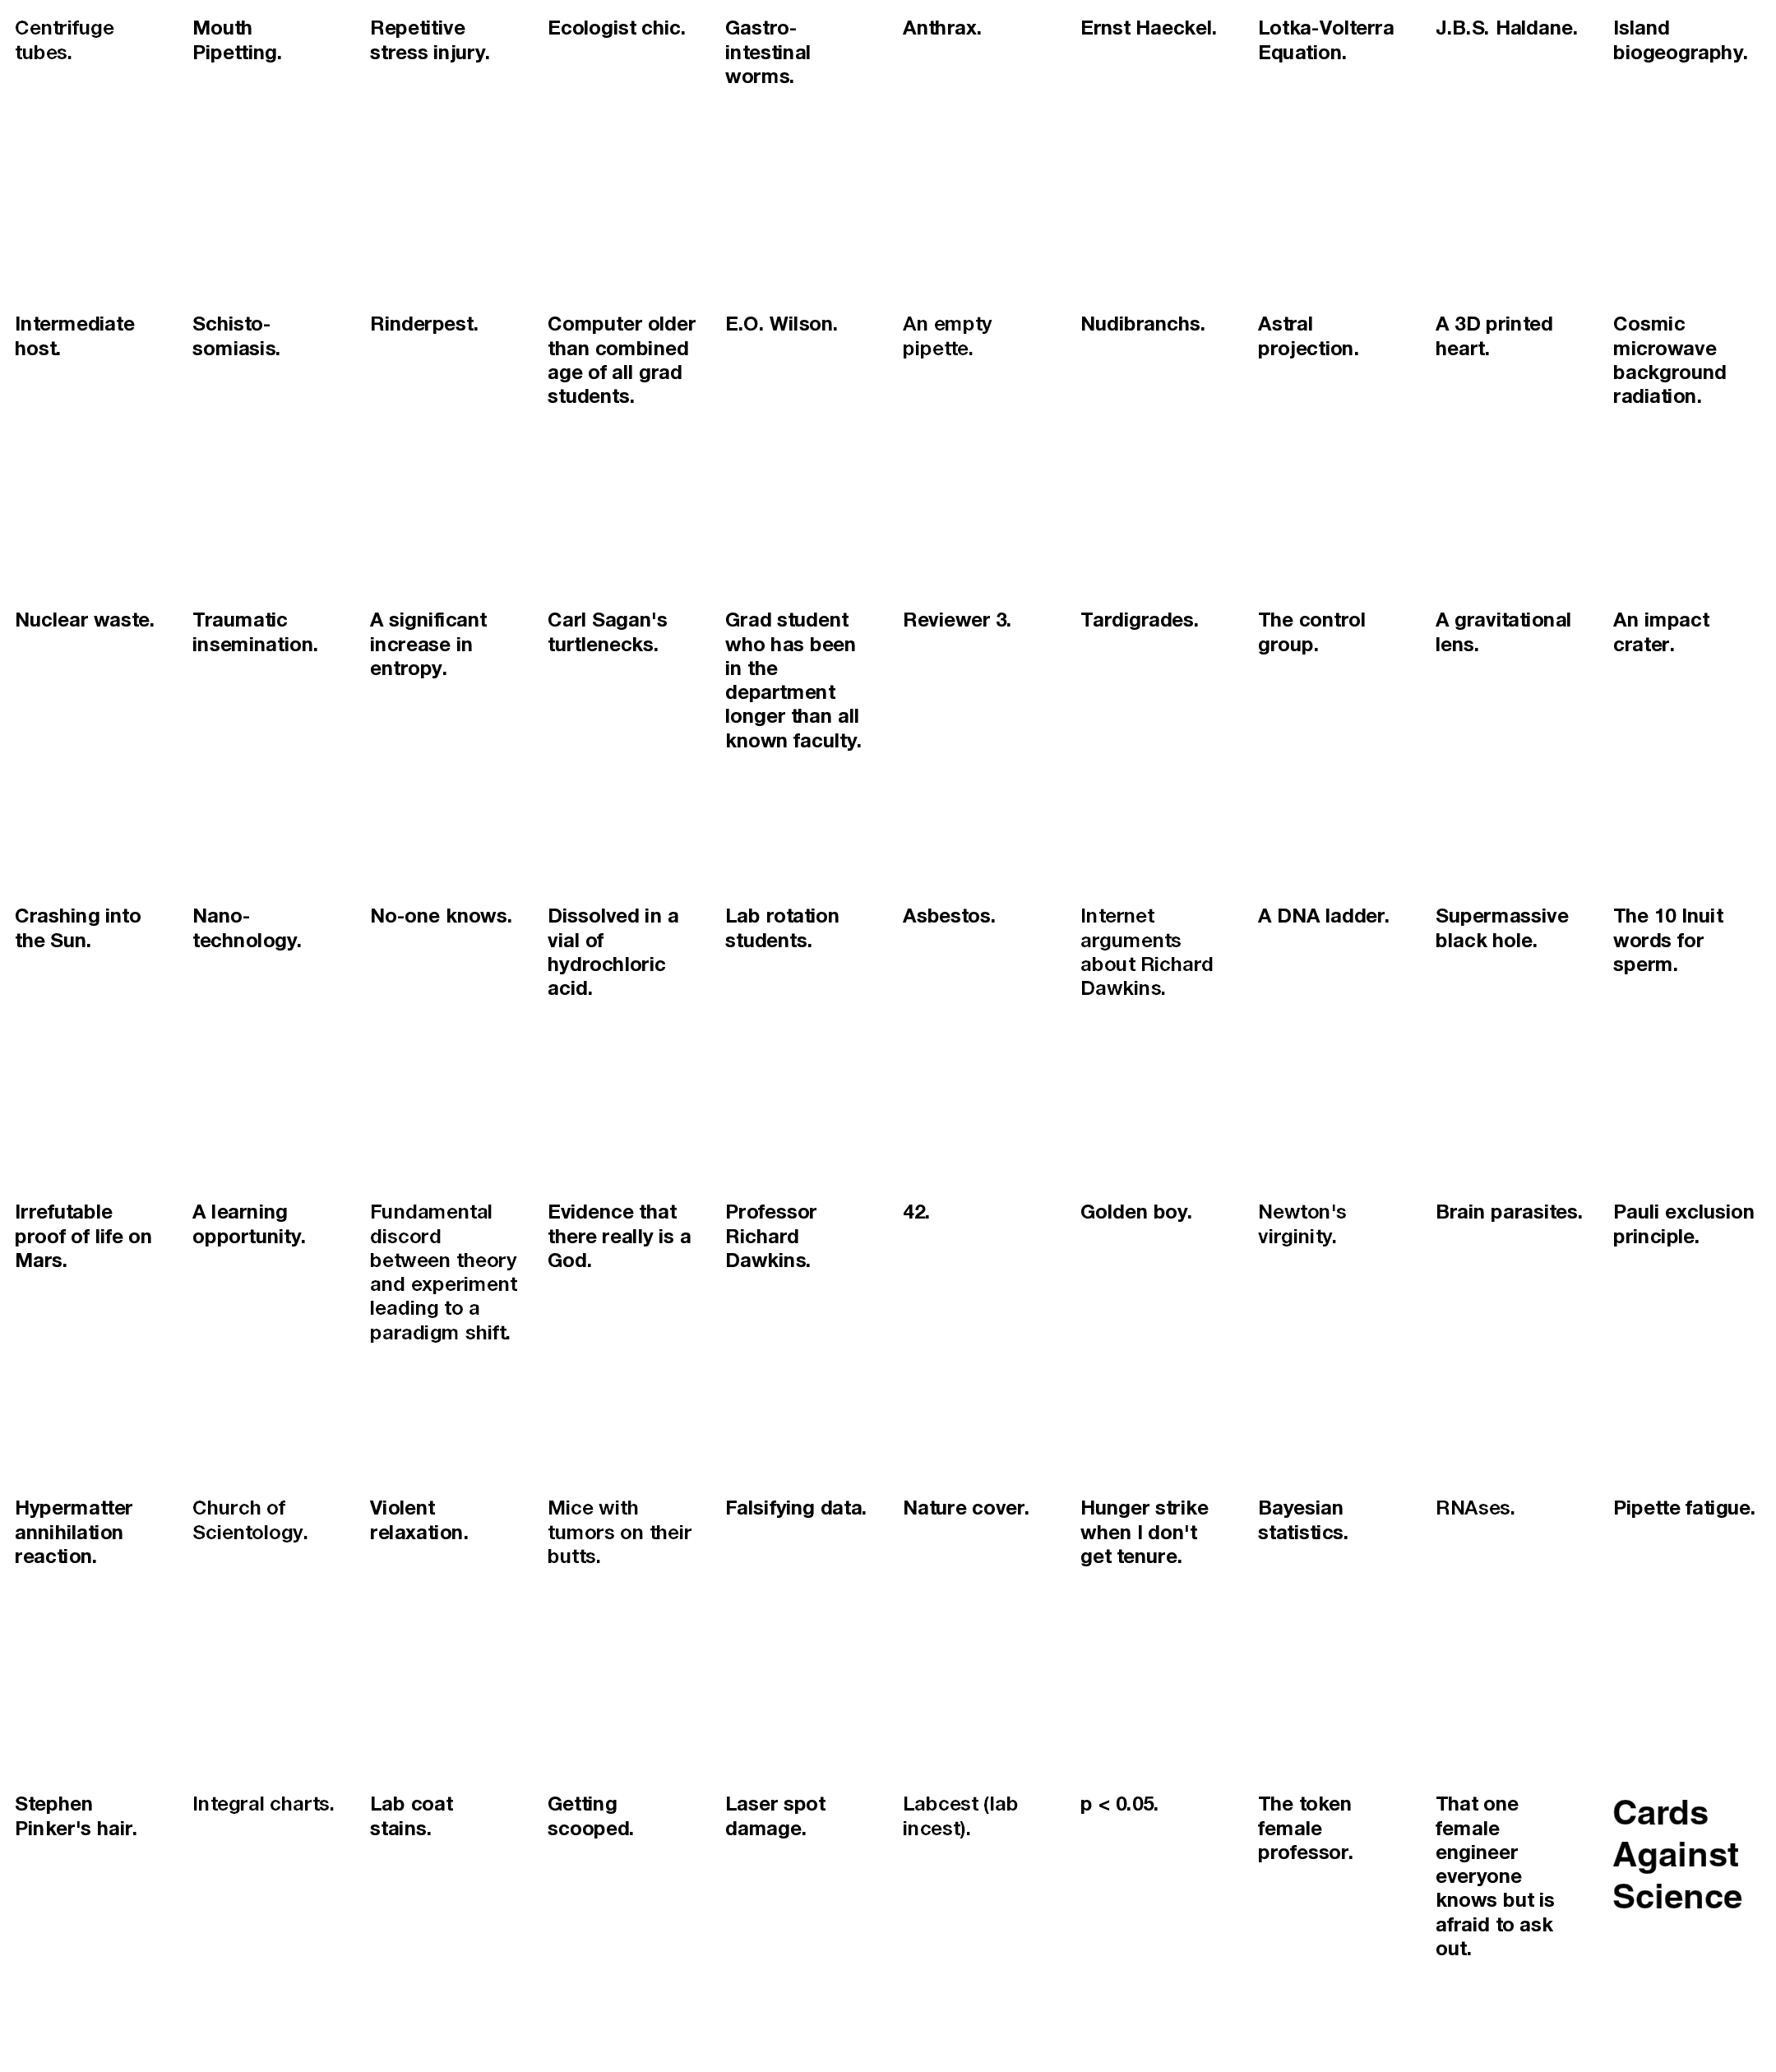 Centrifuge
tubes.
Mouth
Pipetting.
Repetitive
stress injury.
Ecologist chic.
Gastro-
intestinal
worms.
Anthrax.
Ernst Haeckel.
Lotka-Volterra
Equation.
J.B.S. Haldane.
Island
biogeography.
Intermediate
host.
Schisto-
somiasis.
Rinderpest.
Computer older
than combined
age of all grad
students.
E.O. Wilson.
An empty
pipette.
Nudibranchs.
Astral
projection.
A 3D printed
heart.
Cosmic
microwave
background
radiation.
Nuclear waste.
Traumatic
insemination.
A significant
increase in
entropy.
Carl Sagan's
turtlenecks.
Grad student
who has been
in the
department
longer than all
known faculty.
Reviewer 3.
Tardigrades.
The control
group.
A gravitational
lens.
An impact
crater.
Crashing into
the Sun.
Nano-
technology.
No-one knows.
Dissolved in a
vial of
hydrochloric
acid.
Lab rotation
students.
Asbestos.
Internet
arguments
about Richard
Dawkins.
A DNA ladder.
Supermassive
black hole.
The 10 Inuit
words for
sperm.
Irrefutable
proof of life on
Mars.
A learning
opportunity.
Fundamental
discord
between theory
and experiment
leading to a
paradigm shift.
Evidence that
there really is a
God.
Professor
Richard
Dawkins.
42.
Golden boy.
Newton's
virginity.
Brain parasites.
Pauli exclusion
principle.
Hypermatter
annihilation
reaction.
Church of
Scientology.
Violent
relaxation.
Mice with
tumors on their
butts.
Falsifying data.
Nature cover.
Hunger strike
when I don't
get tenure.
Bayesian
statistics.
RNAses.
Pipette fatigue.
Stephen
Pinker's hair.
Integral charts.
Lab coat
stains.
Getting
scooped.
Laser spot
damage.
Labcest (lab
incest).
p < 0.05.
The token
female
professor.
That one
female
engineer
everyone
knows but is
afraid to ask
out.
Cards
Against
Science